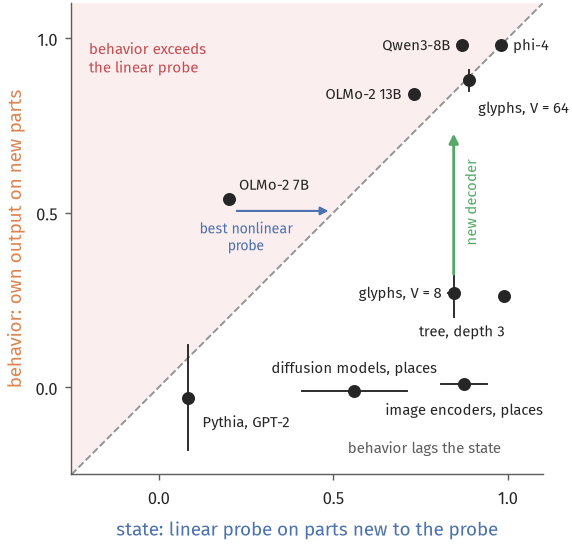 1.0
0.5
0.0
behavior: own output on new parts
behavior exceeds
the linear probe
Qwen3-8B
phi-4
OLMo-2 13B
glyphs, V = 64
OLMo-2 7B
best nonlinear
probe
new decoder
glyphs, V = 8
tree, depth 3
diffusion models, places
image encoders, places
Pythia, GPT-2
behavior lags the state
0.0
0.5
1.0
state: linear probe on parts new to the probe